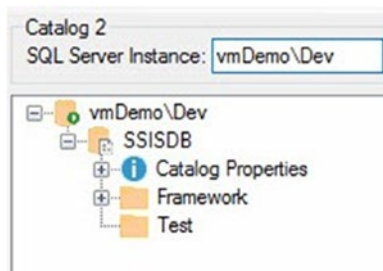 Catalog 2
SQL Server Instance: vmDemo\Dev
vmDemo\Dev
SSISDB
Catalog Properties
Framework
Test